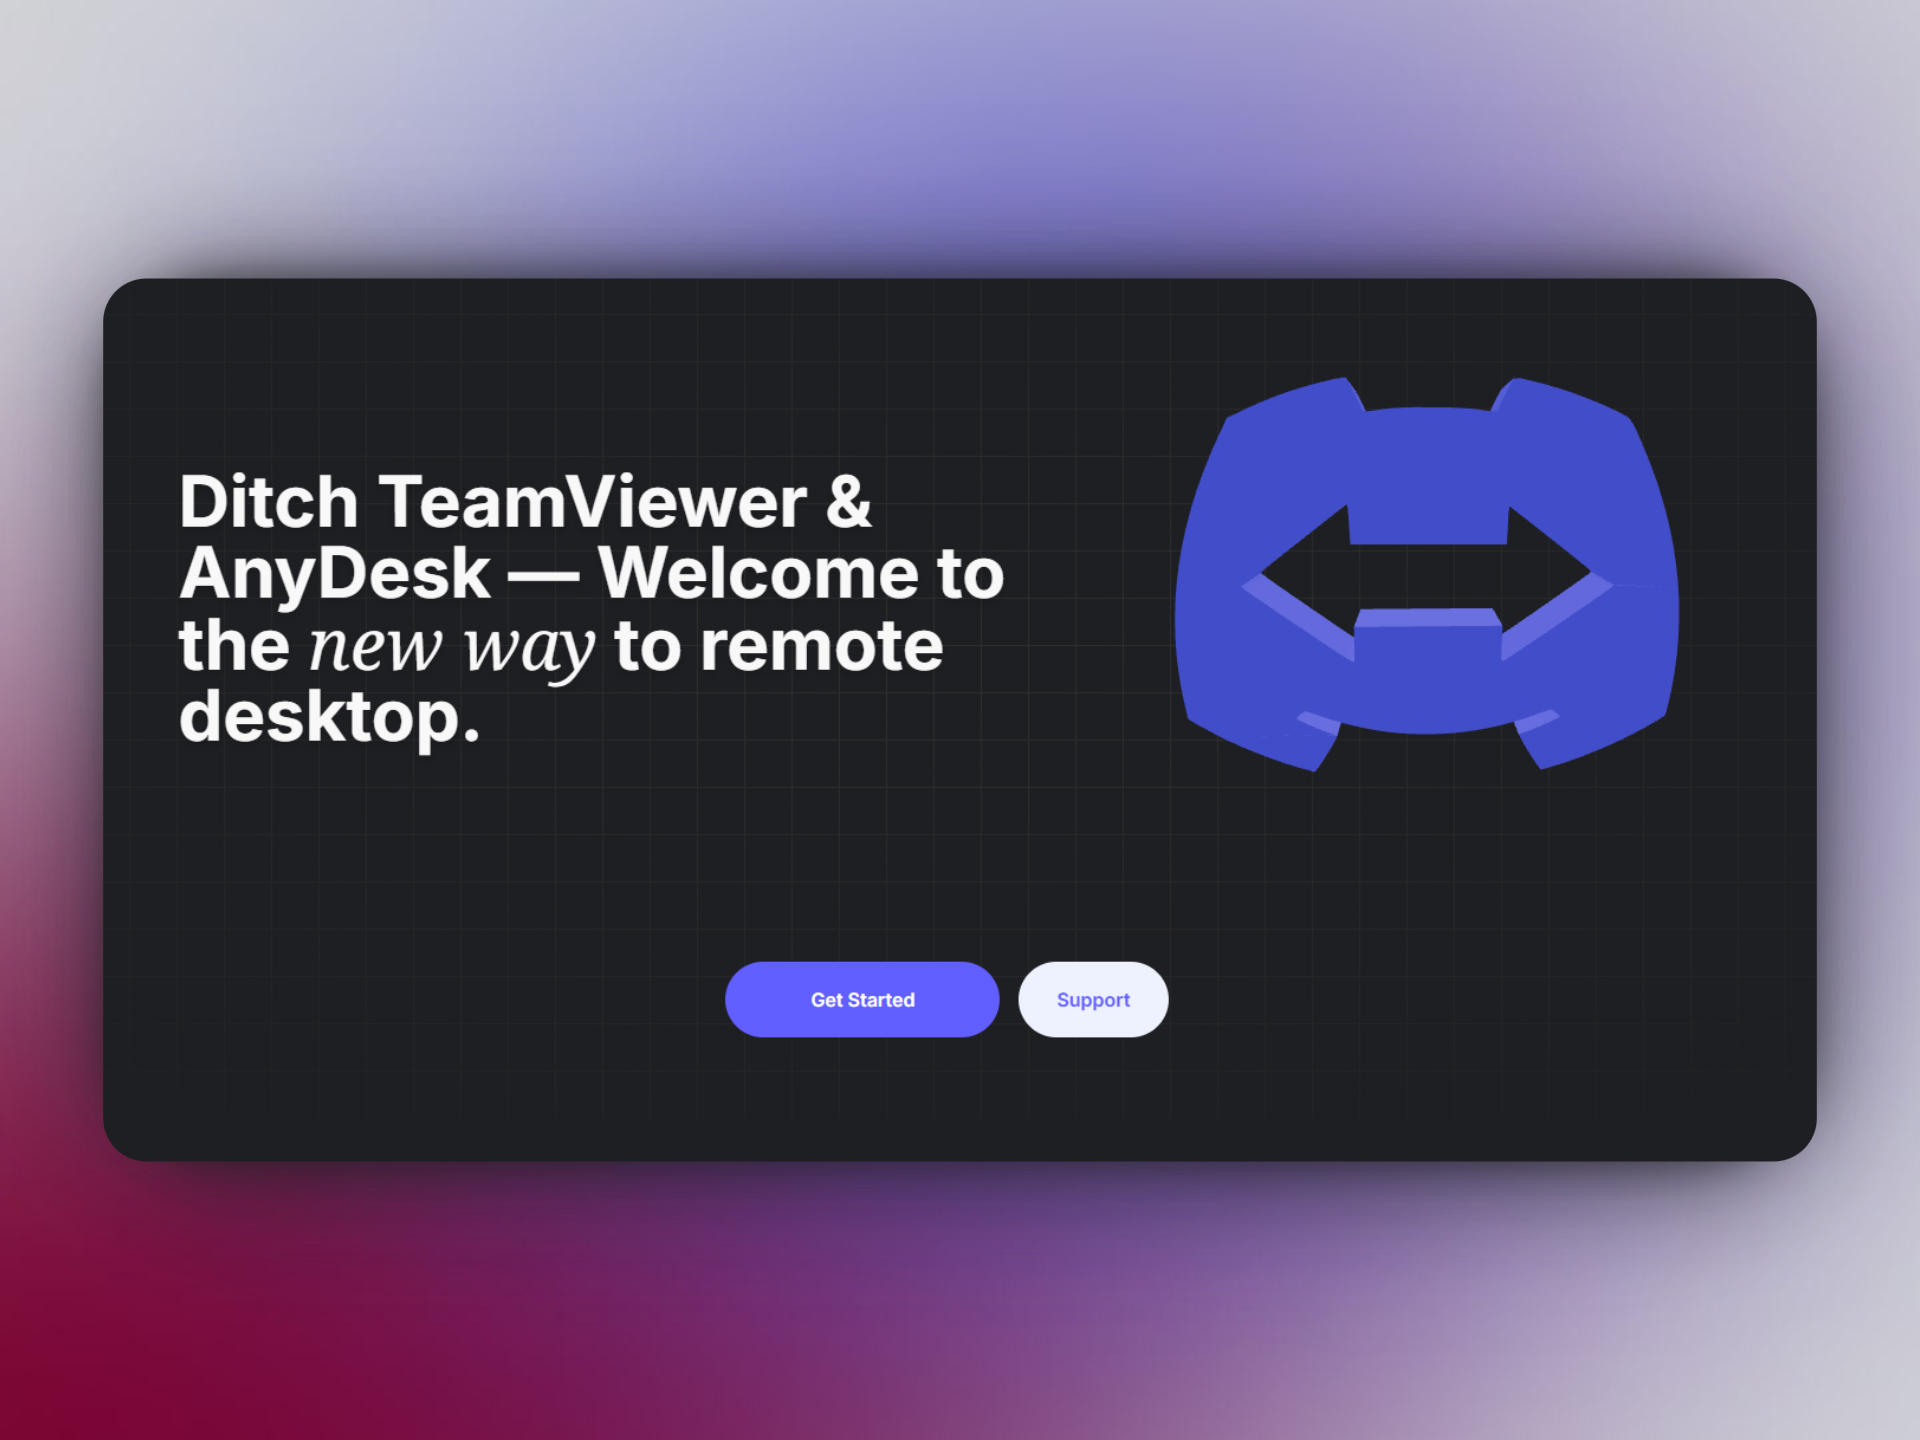 Ditch TeamViewer &
AnyDesk — Welcome to
the new way to remote
desktop.
Get Started
Support